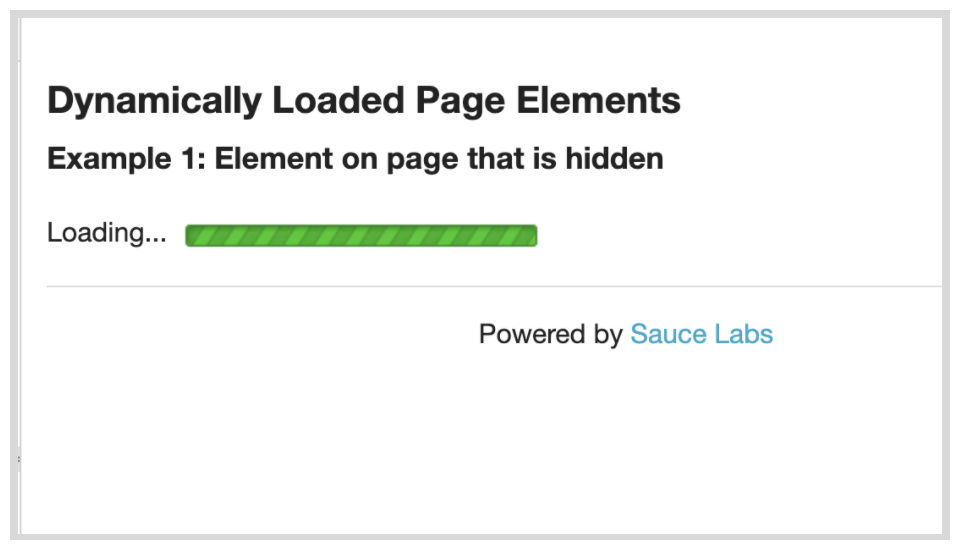 Dynamically Loaded Page Elements
Example 1: Element on page that is hidden
Loading...
Powered by Sauce Labs